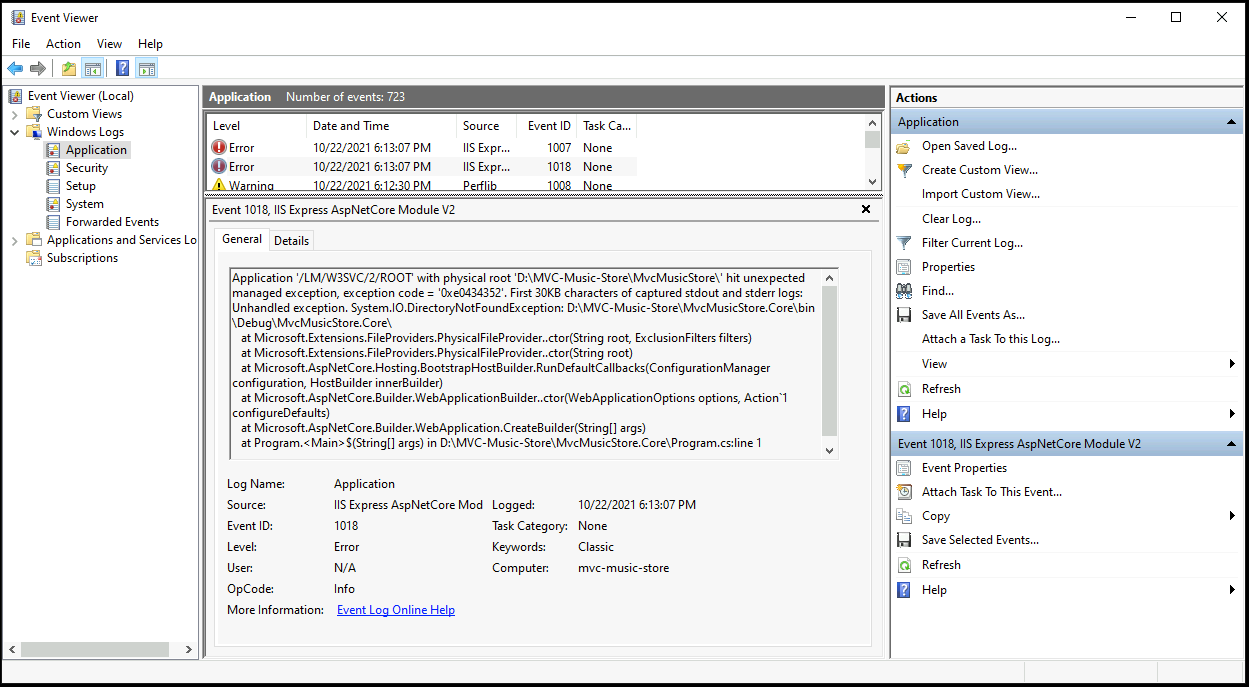 Event Viewer
File Action View Help
Event Viewer (Local)
Custom Views
Windows Logs
Application
Security
Setup
System
Forwarded Events
Applications and Services Lo
Subscriptions
Application Number of events: 723
Level Date and Time Source Event ID Task Ca...
Error 10/22/2021 6:13:07 PM IIS Expr... 1007 None
Error 10/22/2021 6:13:07 PM IIS Expr... 1018 None
Warning 10/22/2021 6:12:30 PM Perflib 1008 None
Event 1018, IIS Express AspNetCore Module V2
General Details
Application '/LM/W3SVC/2/ROOT' with physical root 'D:\MVC-Music-Store\MvcMusicStore\' hit unexpected
managed exception, exception code = '0xe0434352'. First 30KB characters of captured stdout and stderr logs:
Unhandled exception. System.IO.DirectoryNotFoundException: D:\MVC-Music-Store\MvcMusicStore.Core\bin
\Debug\MvcMusicStore.Core\
at Microsoft.Extensions.FileProviders.PhysicalFileProvider..ctor(String root, ExclusionFilters filters)
at Microsoft.Extensions.FileProviders.PhysicalFileProvider..ctor(String root)
at Microsoft.AspNetCore.Hosting.BootstrapHostBuilder.RunDefaultCallbacks(ConfigurationManager
configuration, HostBuilder innerBuilder)
at Microsoft.AspNetCore.Builder.WebApplicationBuilder..ctor(WebApplicationOptions options, Action`1
configureDefaults)
at Microsoft.AspNetCore.Builder.WebApplication.CreateBuilder(String[] args)
at Program.<Main>$(String[] args) in D:\MVC-Music-Store\MvcMusicStore.Core\Program.cs:line 1
Log Name: Application
Source: IIS Express AspNetCore Mod Logged: 10/22/2021 6:13:07 PM
Event ID: 1018 Task Category: None
Level: Error Keywords: Classic
User: N/A Computer: mvc-music-store
OpCode: Info
More Information: Event Log Online Help
Actions
Application
Open Saved Log...
Create Custom View...
Import Custom View...
Clear Log...
Filter Current Log...
Properties
Find...
Save All Events As...
Attach a Task To this Log...
View
Refresh
Help
Event 1018, IIS Express AspNetCore Module V2
Event Properties
Attach Task To This Event...
Copy
Save Selected Events...
Refresh
Help